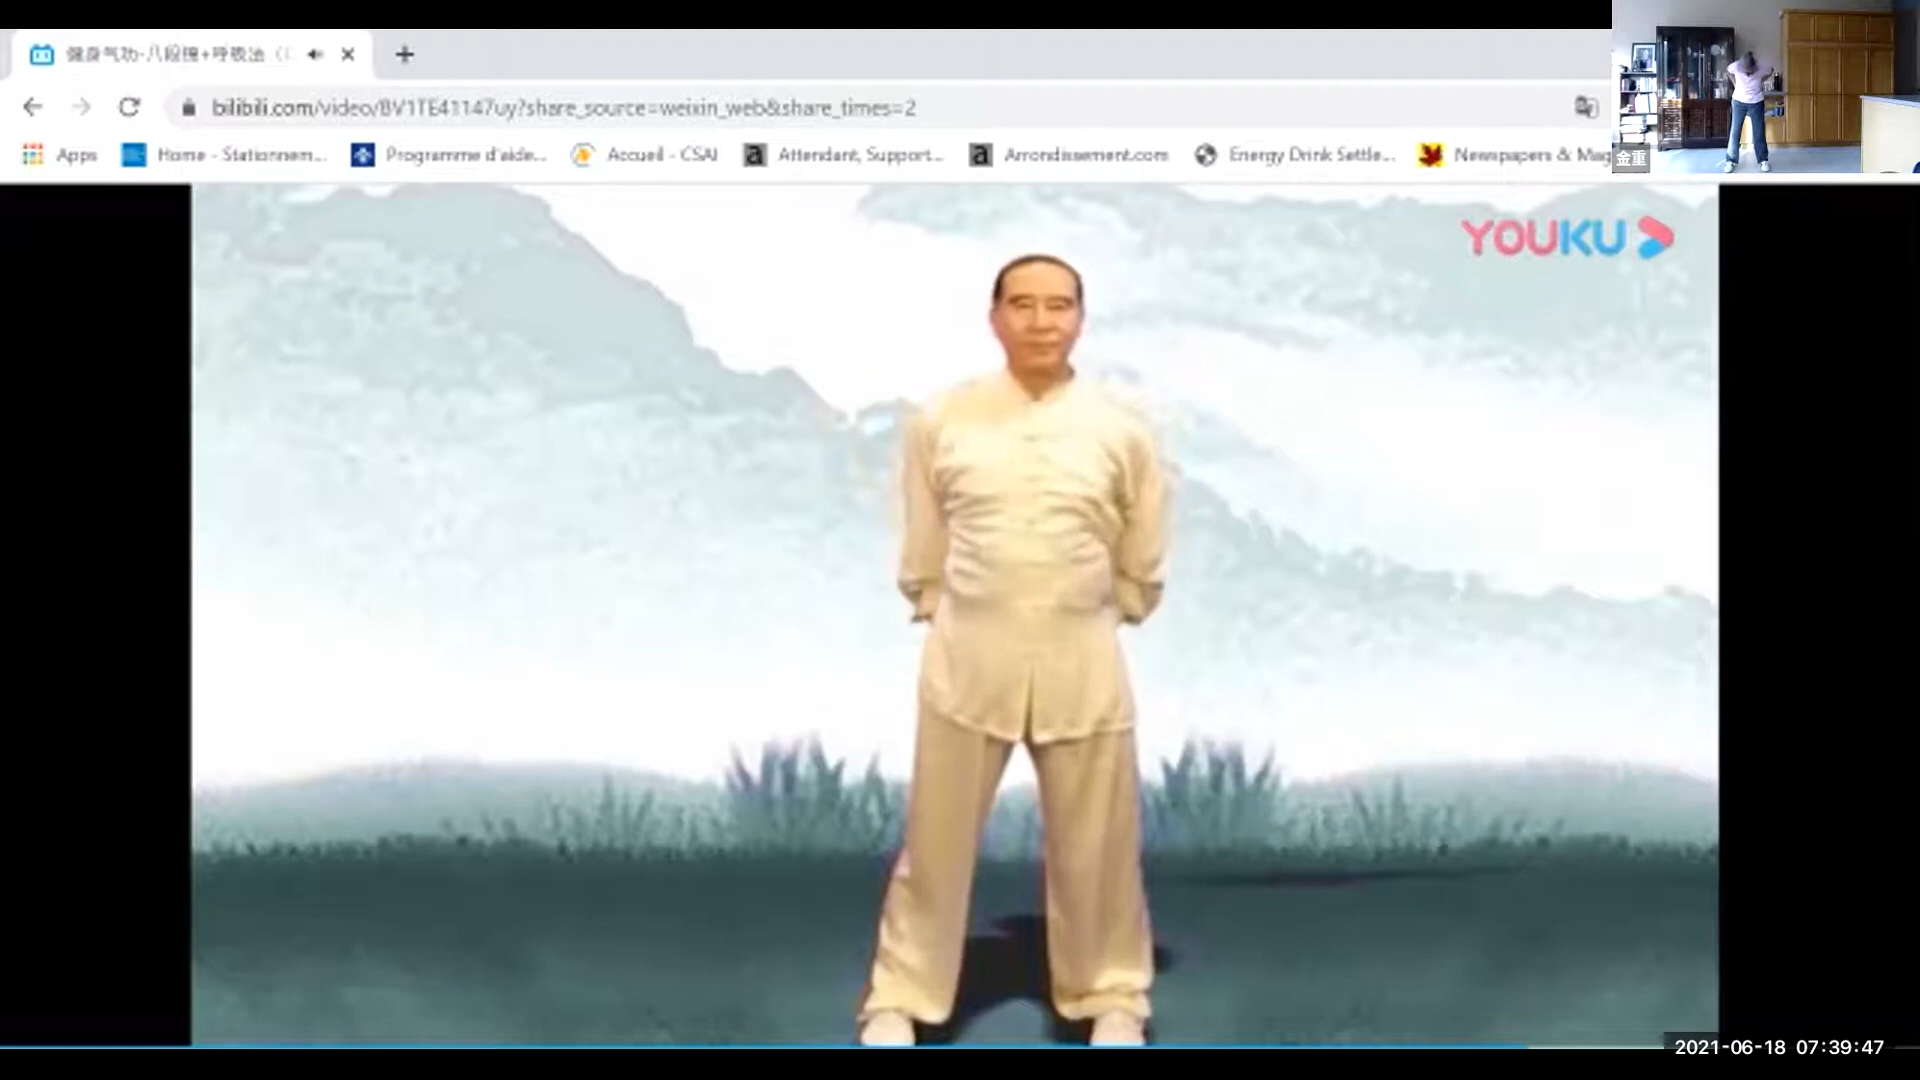 健身气功-八段锦+呼吸法（
bilibili.com/video/BV1TE41147uy?share_source=weixin_web&share_times=2
Apps
Home - Stationnem...
Programme d'aide...
Accueil - CSAI
Attendant, Support...
Arrondissement.com
Energy Drink Settle...
Newspapers & Mag
金重
YOUKU
2021-06-18 07:39:47